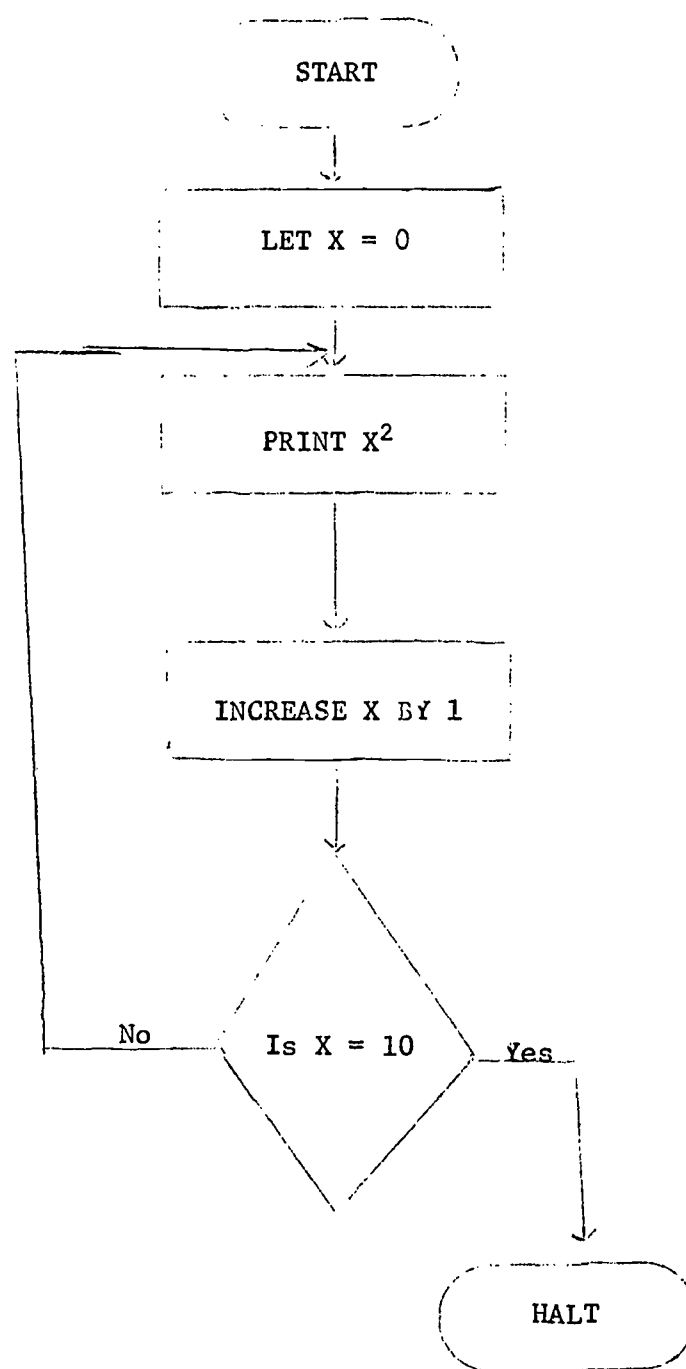 START
LET X = 0
PRINT X²
INCREASE X BY 1
Is X = 10
No
Yes
HALT